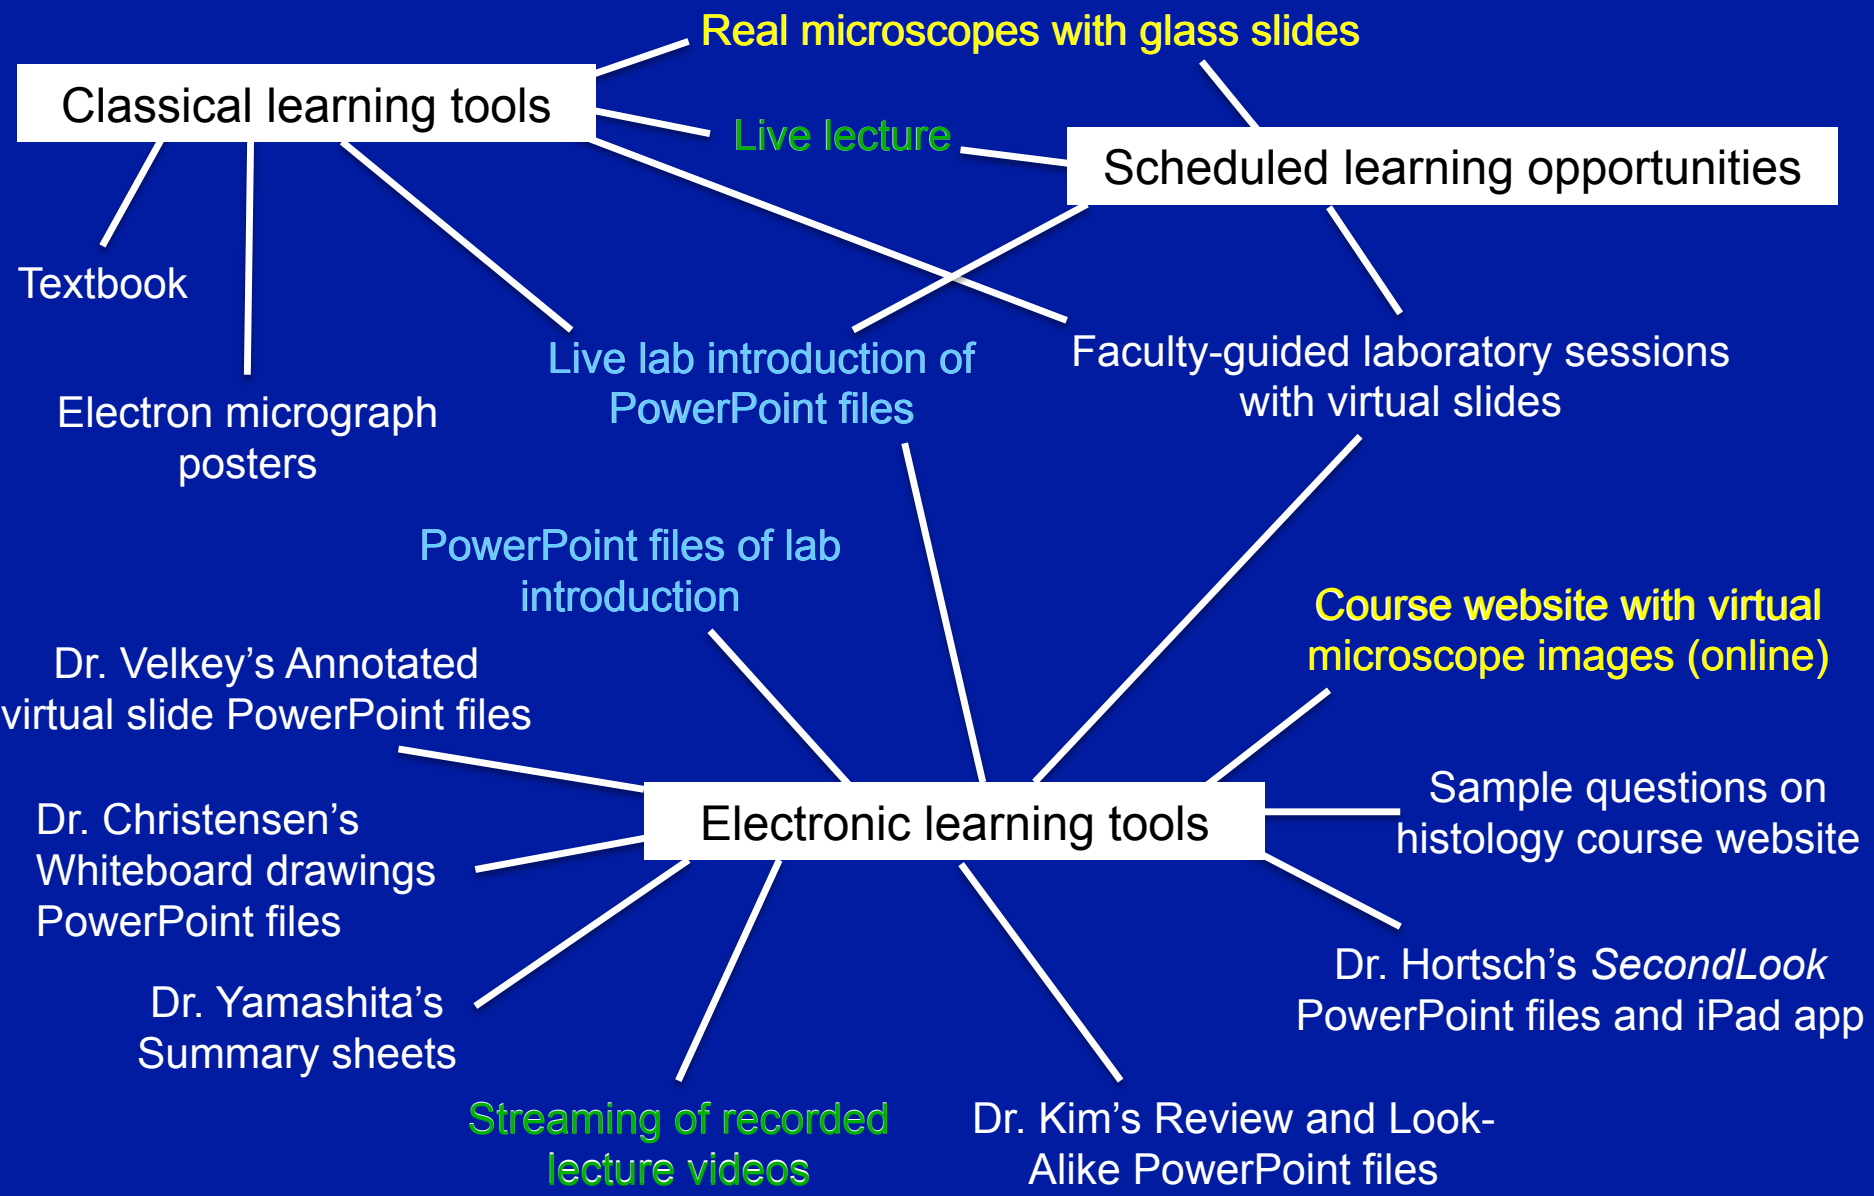 Real microscopes with glass slides
Classical learning tools
Live lecture
Scheduled learning opportunities
Textbook
Live lab introduction of
PowerPoint files
Faculty-guided laboratory sessions
with virtual slides
Electron micrograph
posters
PowerPoint files of lab
introduction
Course website with virtual
microscope images (online)
Dr. Velkey’s Annotated
virtual slide PowerPoint files
Electronic learning tools
Sample questions on
histology course website
Dr. Christensen’s
Whiteboard drawings
PowerPoint files
Dr. Hortsch’s SecondLook
PowerPoint files and iPad app
Dr. Yamashita’s
Summary sheets
Streaming of recorded
lecture videos
Dr. Kim’s Review and Look-
Alike PowerPoint files